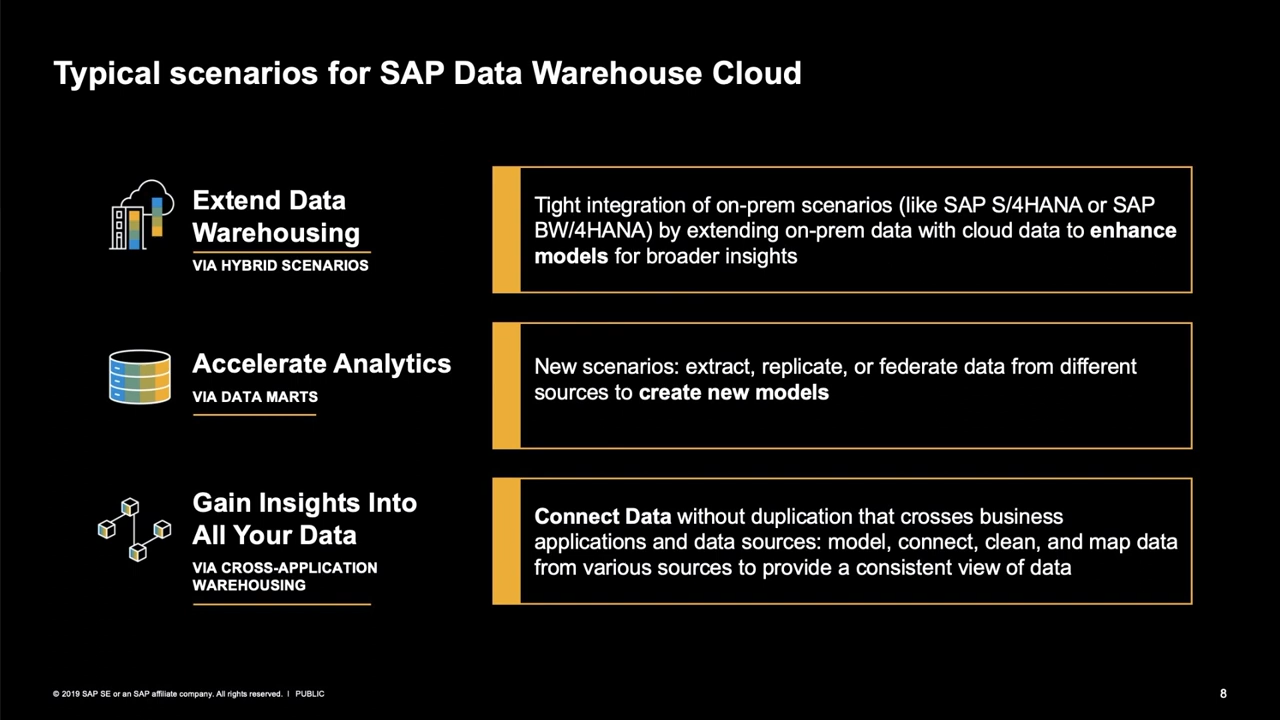 Typical scenarios for SAP Data Warehouse Cloud
Extend Data
Warehousing
VIA HYBRID SCENARIOS
Tight integration of on-prem scenarios (like SAP S/4HANA or SAP
BW/4HANA) by extending on-prem data with cloud data to enhance
models for broader insights
Accelerate Analytics
VIA DATA MARTS
New scenarios: extract, replicate, or federate data from different
sources to create new models
Gain Insights Into
All Your Data
VIA CROSS-APPLICATION
WAREHOUSING
Connect Data without duplication that crosses business
applications and data sources: model, connect, clean, and map data
from various sources to provide a consistent view of data
© 2019 SAP SE or an SAP affiliate company. All rights reserved. | PUBLIC
8